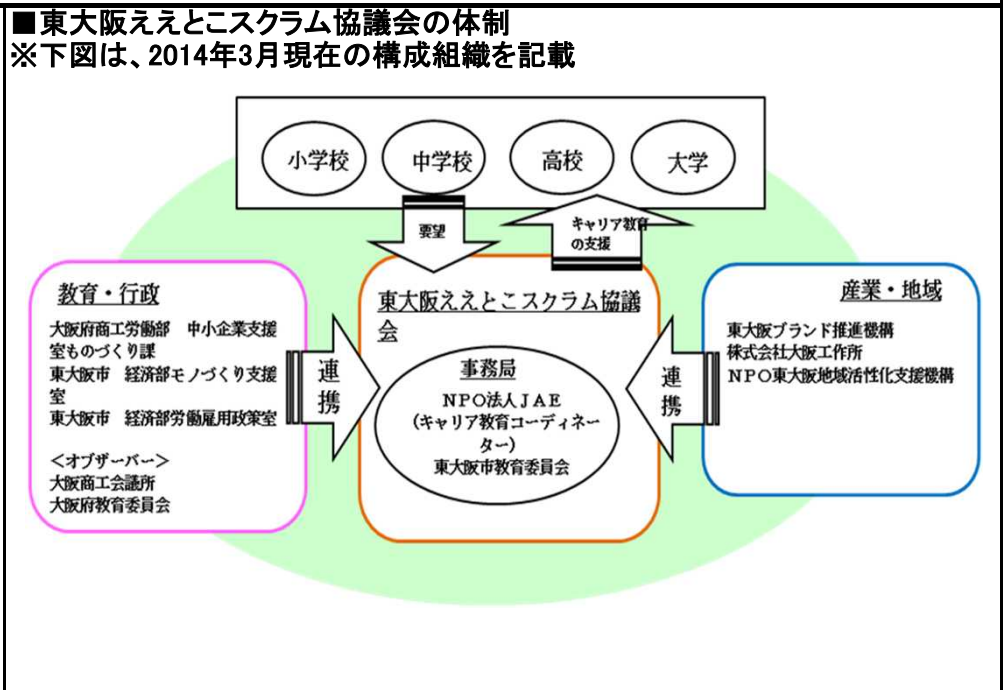 ■東大阪ええとこスクラム協議会の体制
※下図は、2014年3月現在の構成組織を記載
小学校
中学校
高校
大学
要望
キャリア教育
の支援
教育・行政
大阪府商工労働部　中小企業支援
室ものづくり課
東大阪市　経済部モノづくり支援
室
東大阪市　経済部労働雇用政策室
＜オブザーバー＞
大阪商工会議所
大阪府教育委員会
連
携
東大阪ええとこスクラム協議
会
事務局
ＮＰＯ法人ＪＡＥ
(キャリア教育コーディネー
ター)
東大阪市教育委員会
連
携
産業・地域
東大阪ブランド推進機構
株式会社大阪工作所
ＮＰＯ東大阪地域活性化支援機構